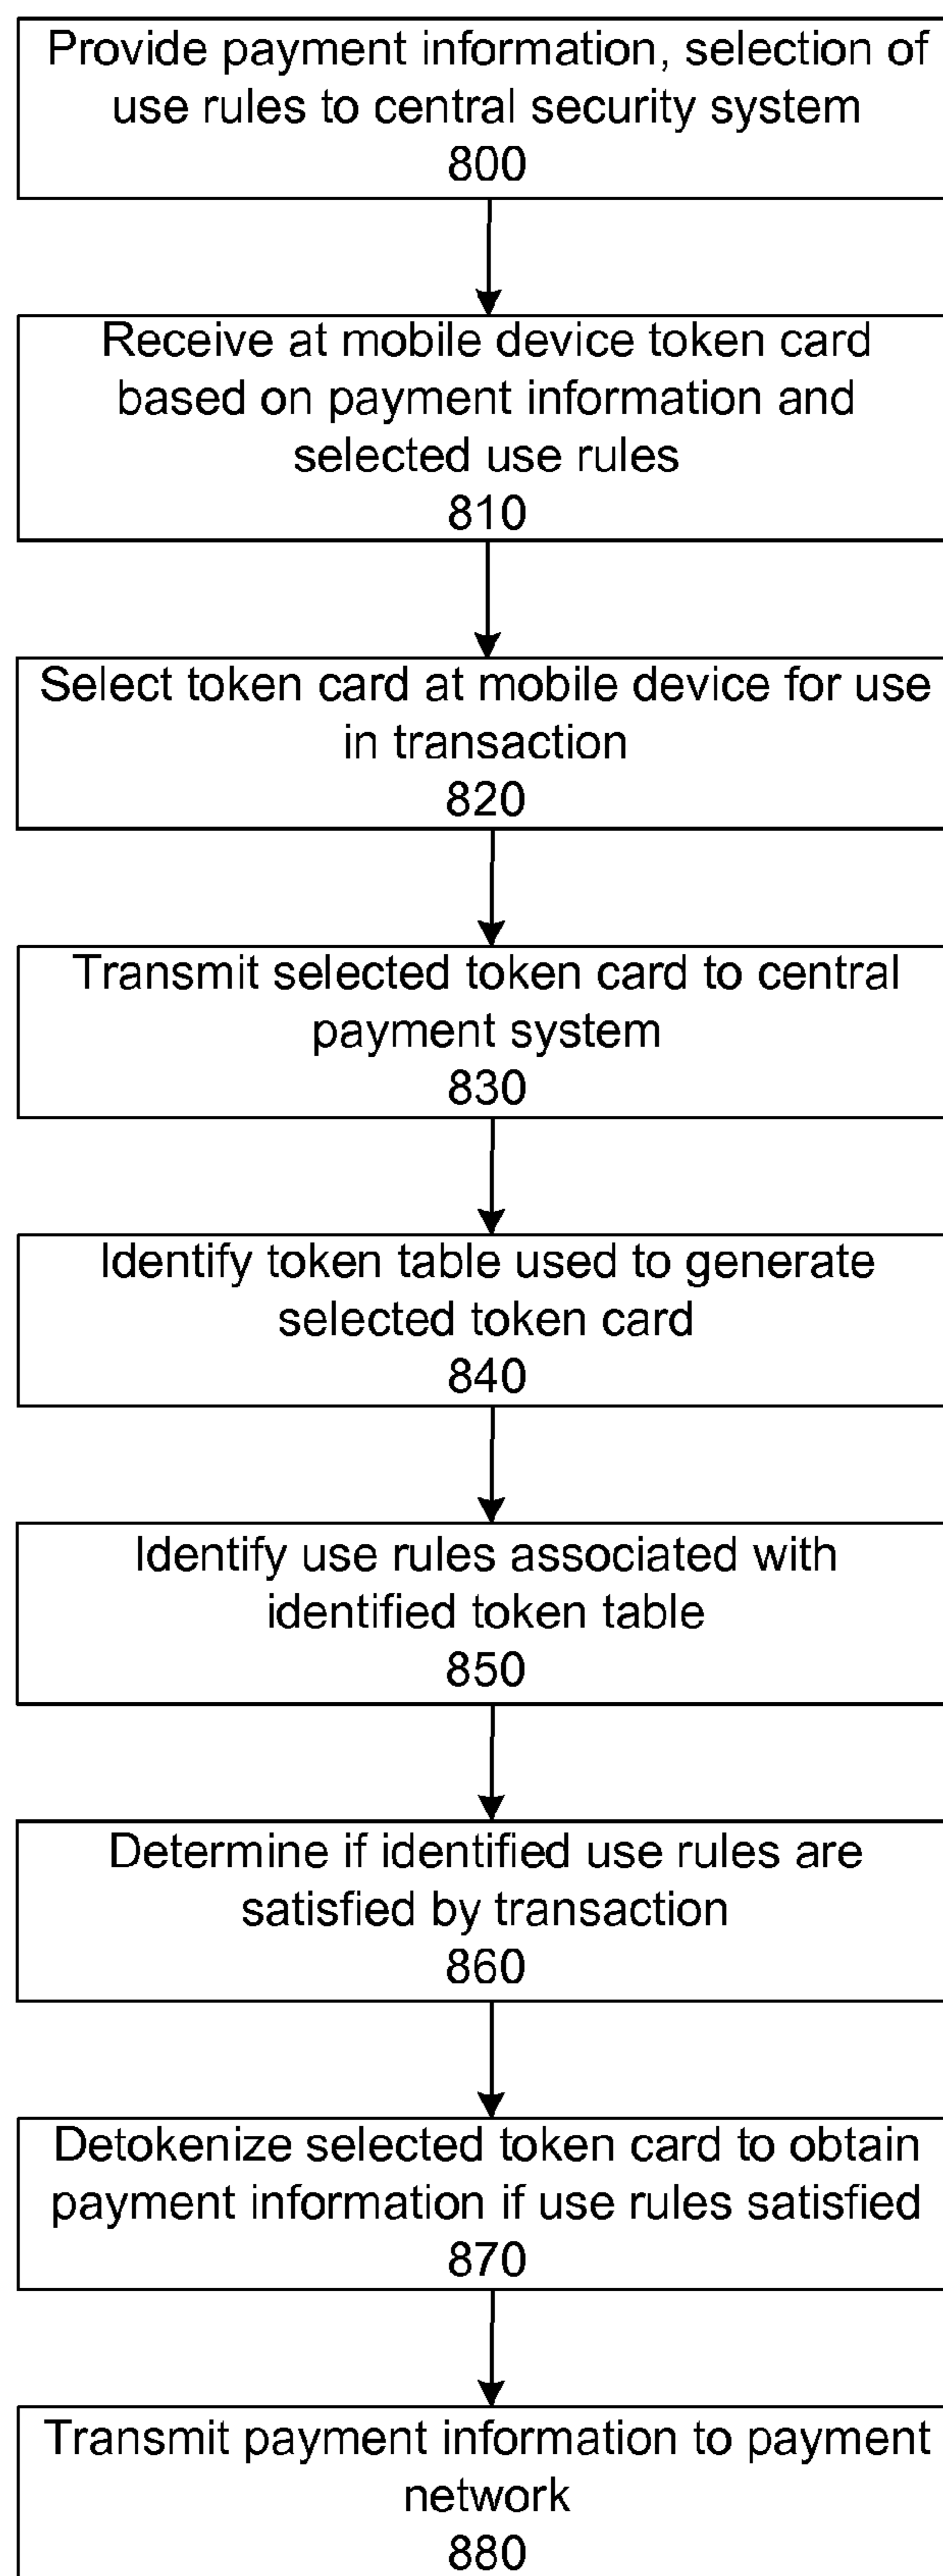 Provide payment information, selection of
use rules to central security system
800
Receive at mobile device token card
based on payment information and
selected use rules
810
Select token card at mobile device for use
in transaction
820
Transmit selected token card to central
payment system
830
Identify token table used to generate
selected token card
840
Identify use rules associated with
identified token table
850
Determine if identified use rules are
satisfied by transaction
860
Detokenize selected token card to obtain
payment information if use rules satisfied
870
Transmit payment information to payment
network
880